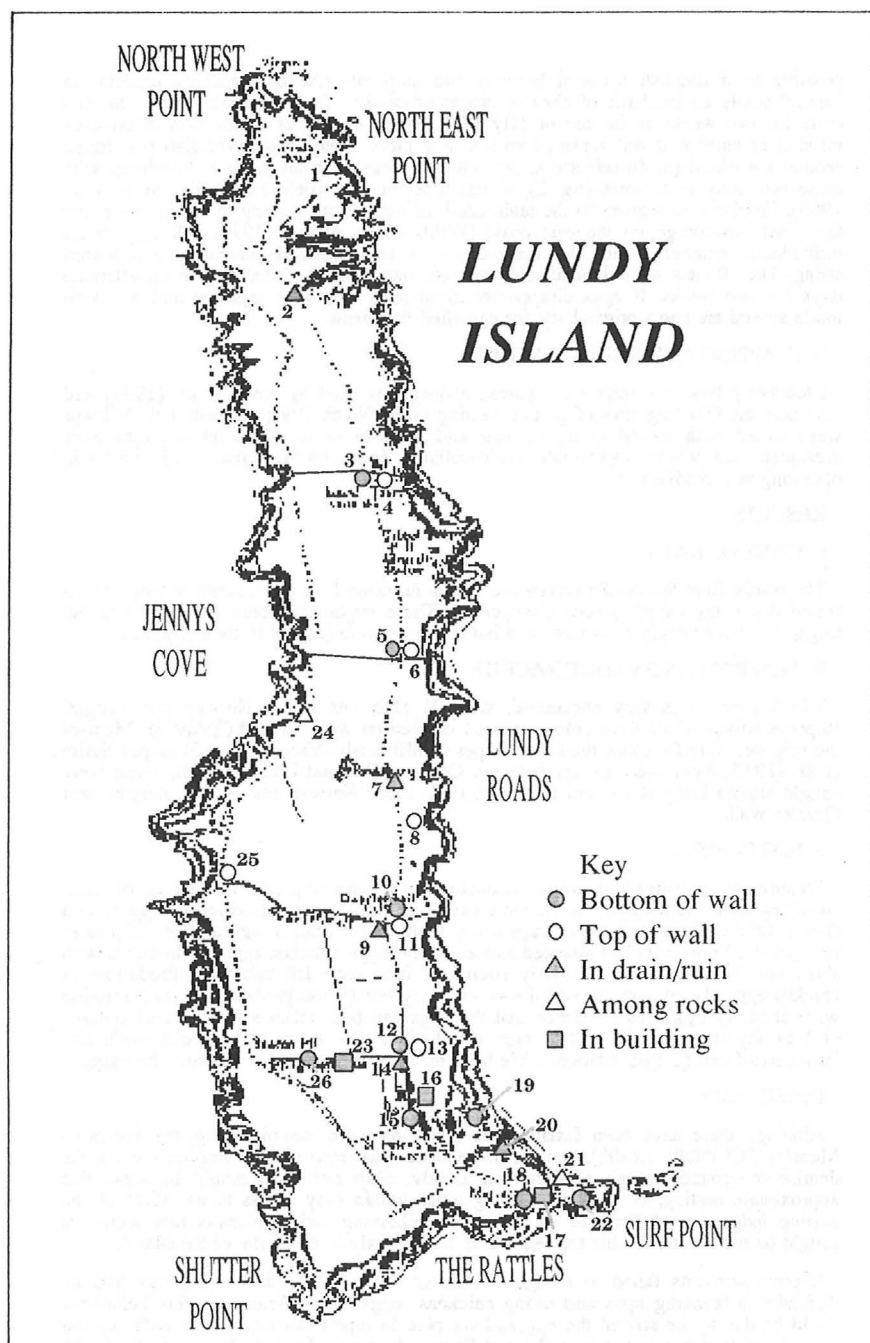 NORTH WEST
POINT
NORTH EAST
POINT
1
LUNDY
ISLAND
2
3
4
JENNYS
COVE
5
6
24
LUNDY
ROADS
7
8
25
Key
10
Bottom of wall
9
11
Top of wall
In drain/ruin
Among rocks
12
13
In building
23
14
26
16
15
19
20
18
21
22
17
SURF POINT
SHUTTER
POINT
THE RATTLES